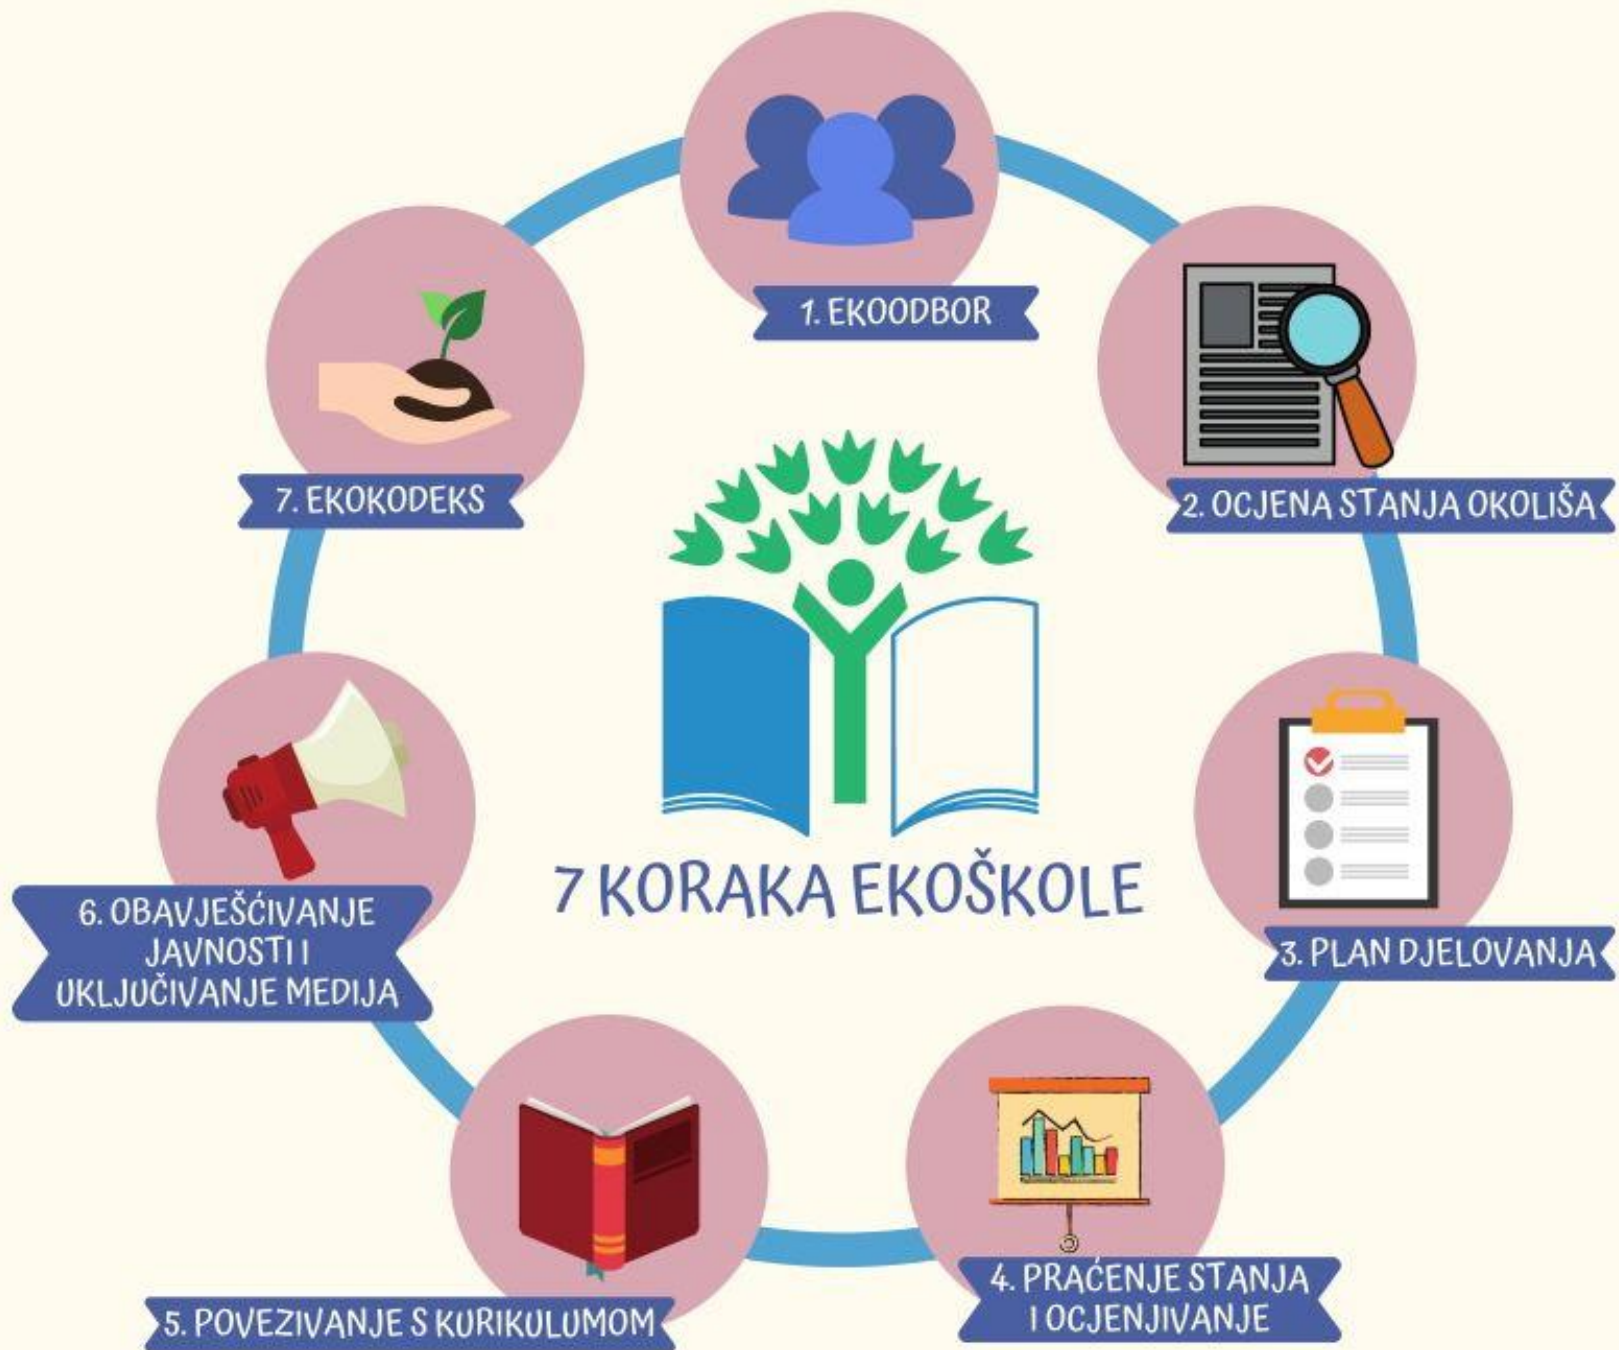 1. EKOODBOR
2. OCJENA STANJA OKOLIŠA
3. PLAN DJELOVANJA
4. PRAĆENJE STANJA
I OCJENJIVANJE
5. POVEZIVANJE S KURIKULUMOM
6. OBAVJEŠĆIVANJE
JAVNOSTI I
UKLJUČIVANJE MEDIJA
7. EKOKODEKS
7 KORAKA EKOŠKOLE